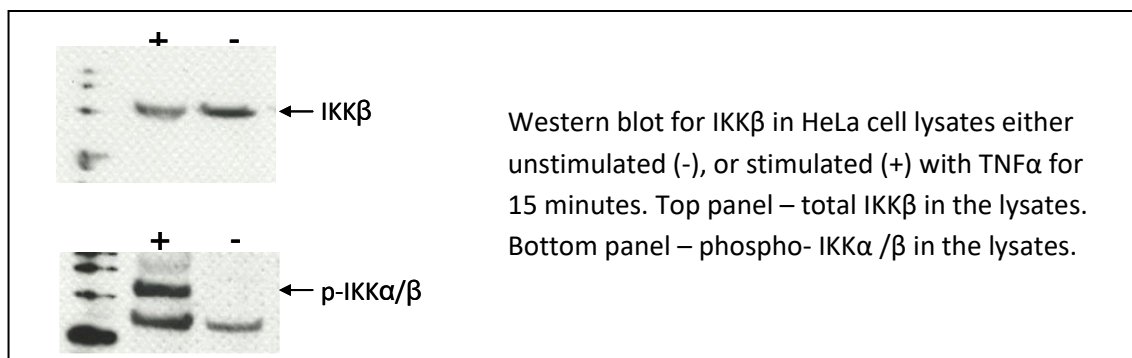 + -
IKKβ
Western blot for IKKβ in HeLa cell lysates either
unstimulated (-), or stimulated (+) with TNFα for
15 minutes. Top panel – total IKKβ in the lysates.
Bottom panel – phospho- IKKα /β in the lysates.
+ -
p-IKKα/β